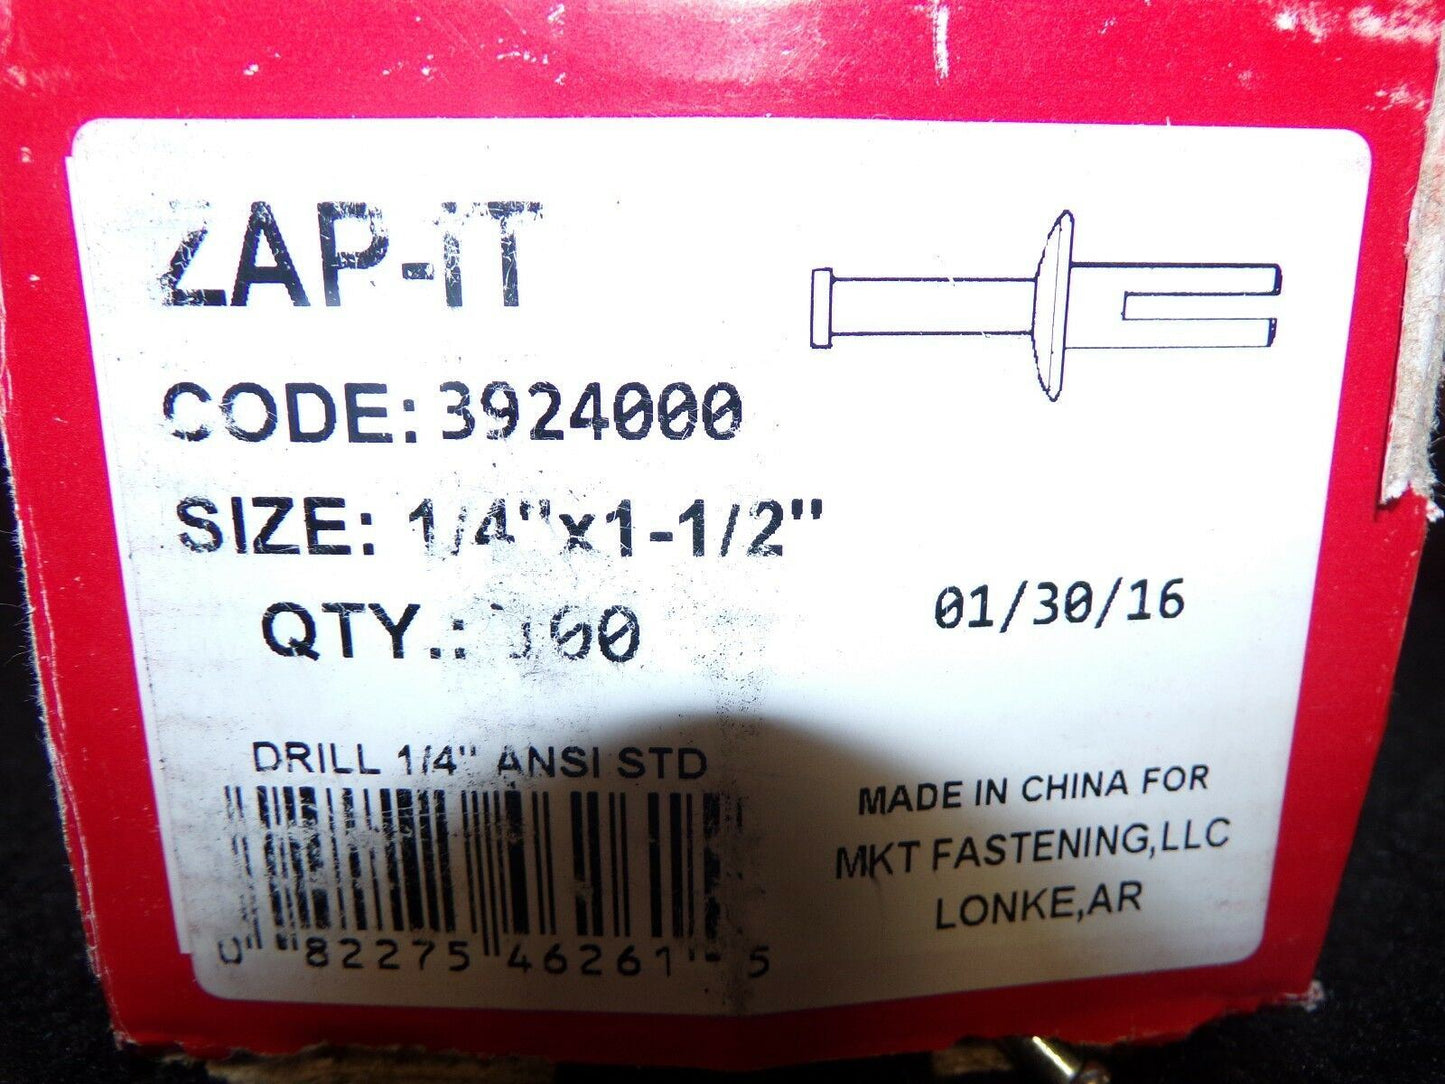 ZAP-IT
CODE: 3924000
SIZE: 1/4"x1-1/2"
QTY.: 100
01/30/16
DRILL 1/4" ANSI STD
0 82275 46261 5
MADE IN CHINA FOR
MKT FASTENING,LLC
LONKE,AR